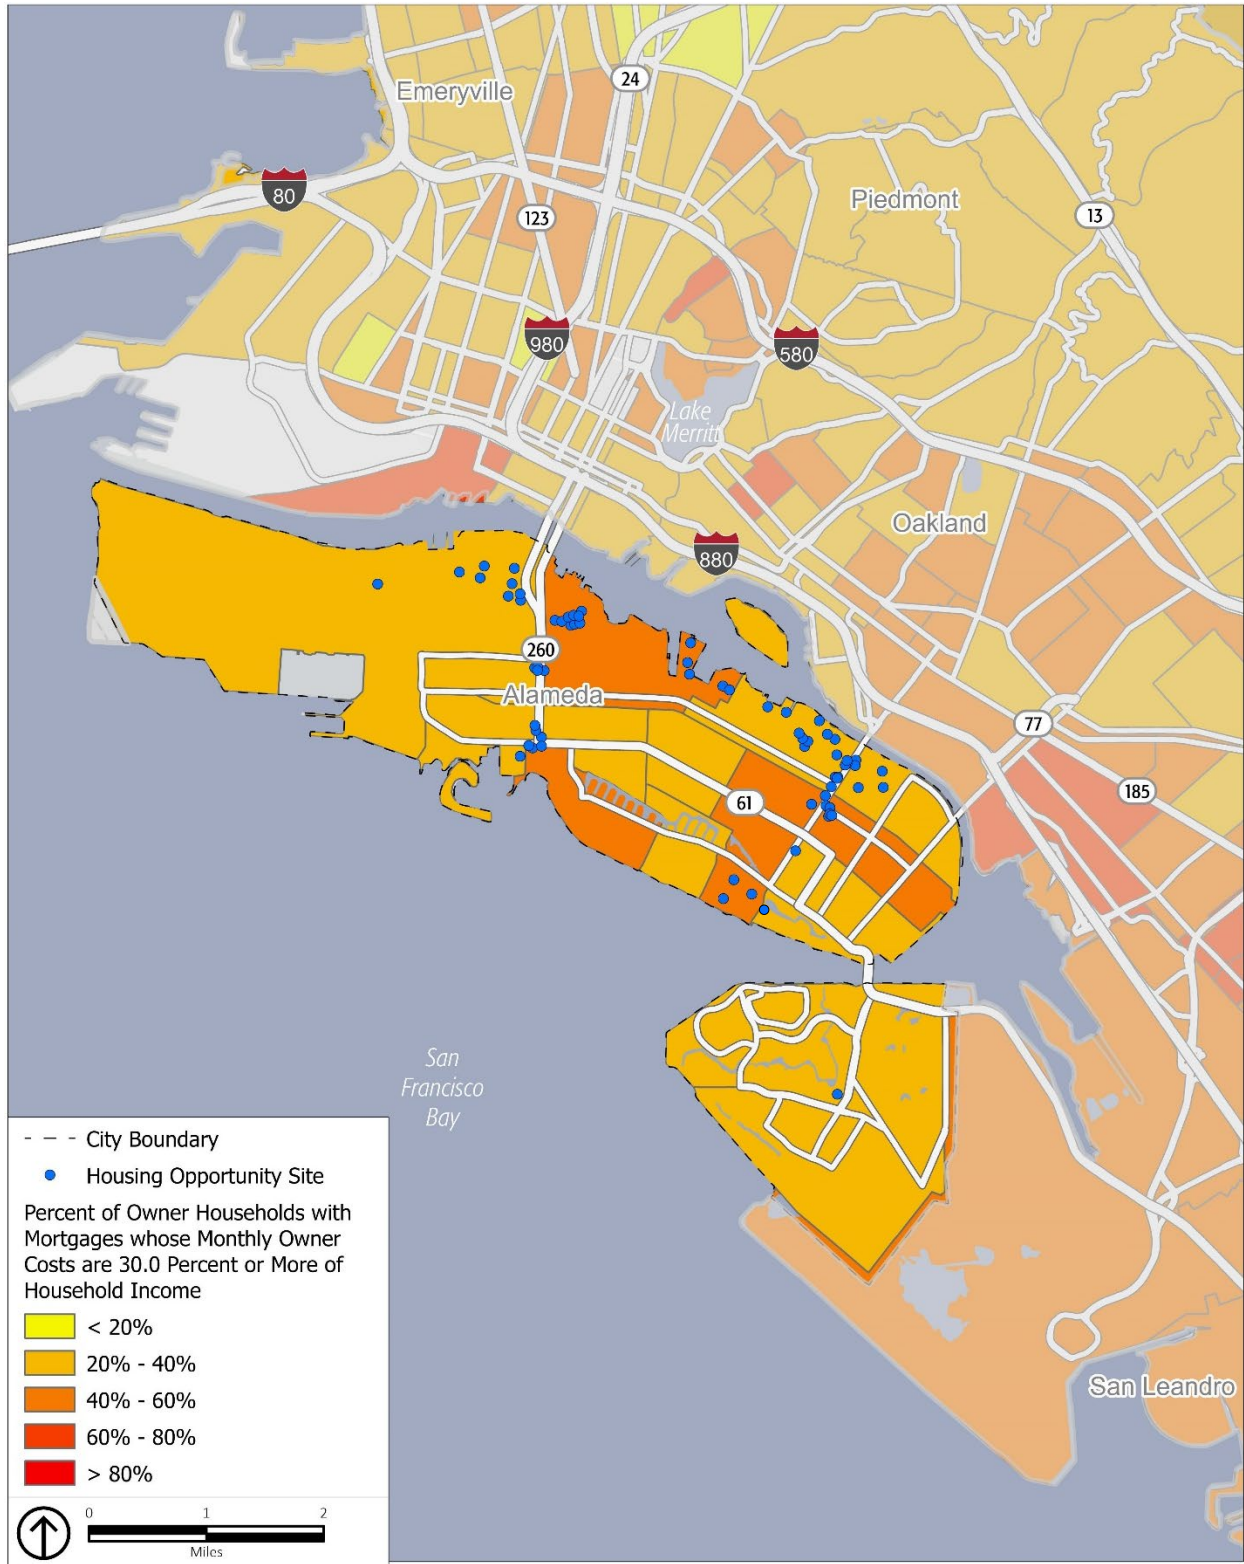 24
Emeryville
80
123
Piedmont
13
980
580
Lake
Merritt
Oakland
880
260
Alameda
77
61
185
San
Francisco
Bay
San Leandro
City Boundary
Housing Opportunity Site
Percent of Owner Households with
Mortgages whose Monthly Owner
Costs are 30.0 Percent or More of
Household Income
< 20%
20% - 40%
40% - 60%
60% - 80%
> 80%
0 1 2
Miles